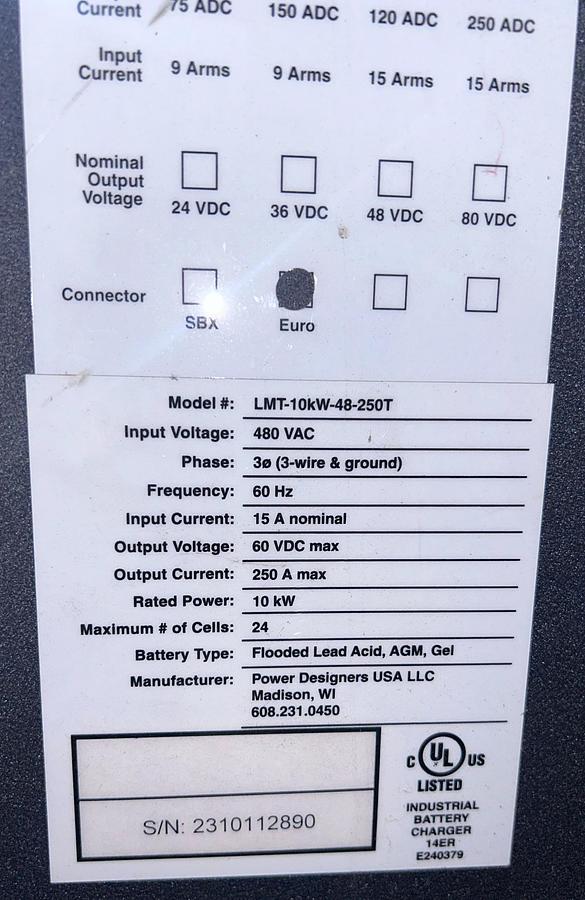 Current 75 ADC 150 ADC 120 ADC 250 ADC
Input
Current 9 Arms 9 Arms 15 Arms 15 Arms
Nominal
Output
Voltage
24 VDC 36 VDC 48 VDC 80 VDC
Connector
SBX Euro
Model #: LMT-10kW-48-250T
Input Voltage: 480 VAC
Phase: 3ø (3-wire & ground)
Frequency: 60 Hz
Input Current: 15 A nominal
Output Voltage: 60 VDC max
Output Current: 250 A max
Rated Power: 10 kW
Maximum # of Cells: 24
Battery Type: Flooded Lead Acid, AGM, Gel
Manufacturer: Power Designers USA LLC
Madison, WI
608.231.0450
S/N: 2310112890
C UL US
LISTED
INDUSTRIAL
BATTERY
CHARGER
14ER
E240379